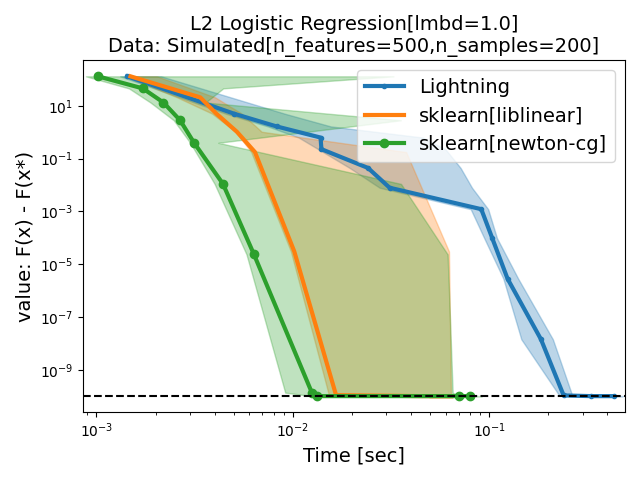 L2 Logistic Regression[lmbd=1.0]
Data: Simulated[n_features=500,n_samples=200]
Lightning
sklearn[liblinear]
sklearn[newton-cg]
value: F(x) - F(x*)
10¹
10⁻¹
10⁻³
10⁻⁵
10⁻⁷
10⁻⁹
10⁻³
10⁻²
10⁻¹
Time [sec]